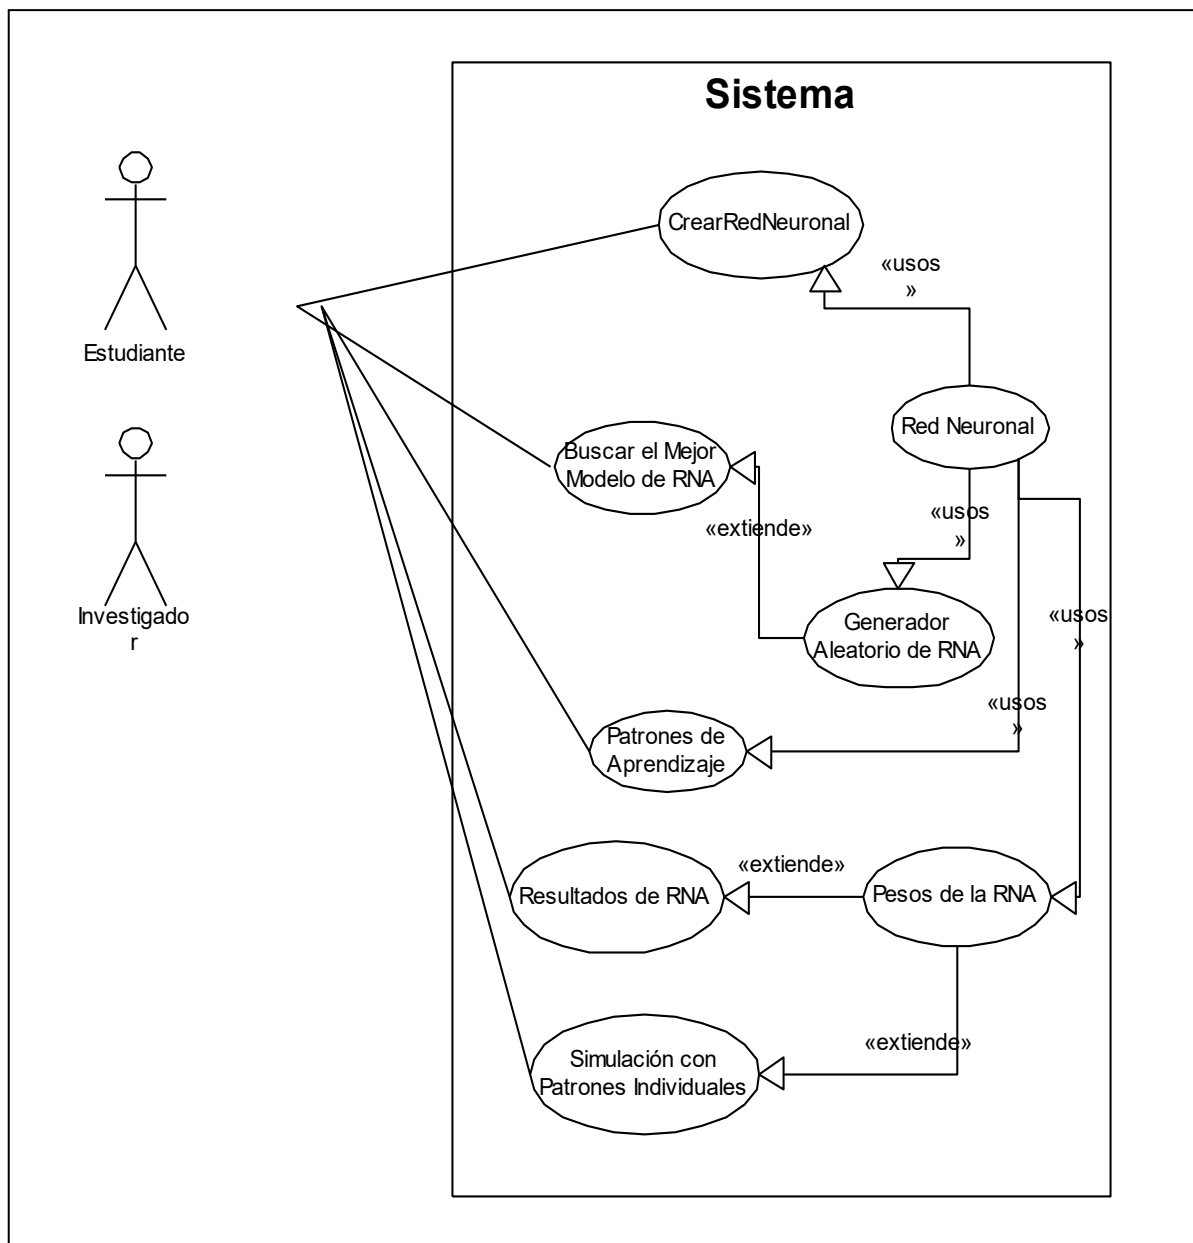 Sistema
CrearRedNeuronal
«usos
»
Estudiante
Red Neuronal
Buscar el Mejor
Modelo de RNA
«extiende»
«usos
»
Investigado
r
Generador
Aleatorio de RNA
«usos
»
«usos
»
Patrones de
Aprendizaje
«extiende»
Resultados de RNA
Pesos de la RNA
«extiende»
Simulación con
Patrones Individuales